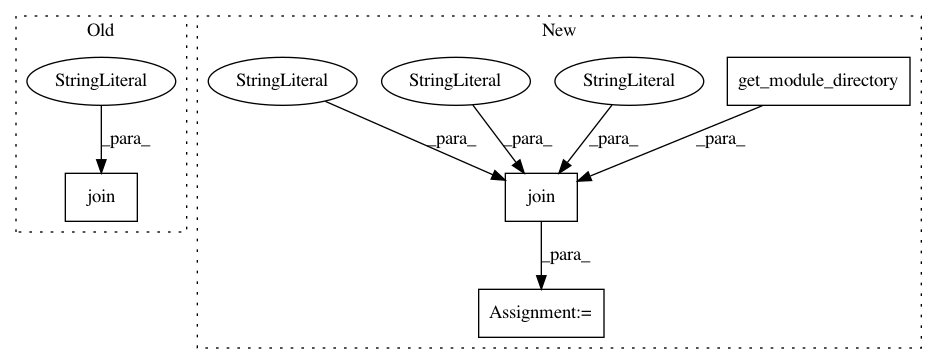 Old
New
StringLiteral
StringLiteral
StringLiteral
StringLiteral
get_module_directory
_para_
_para_
_para_
_para_
_para_
join
join
_para_
Assignment:=